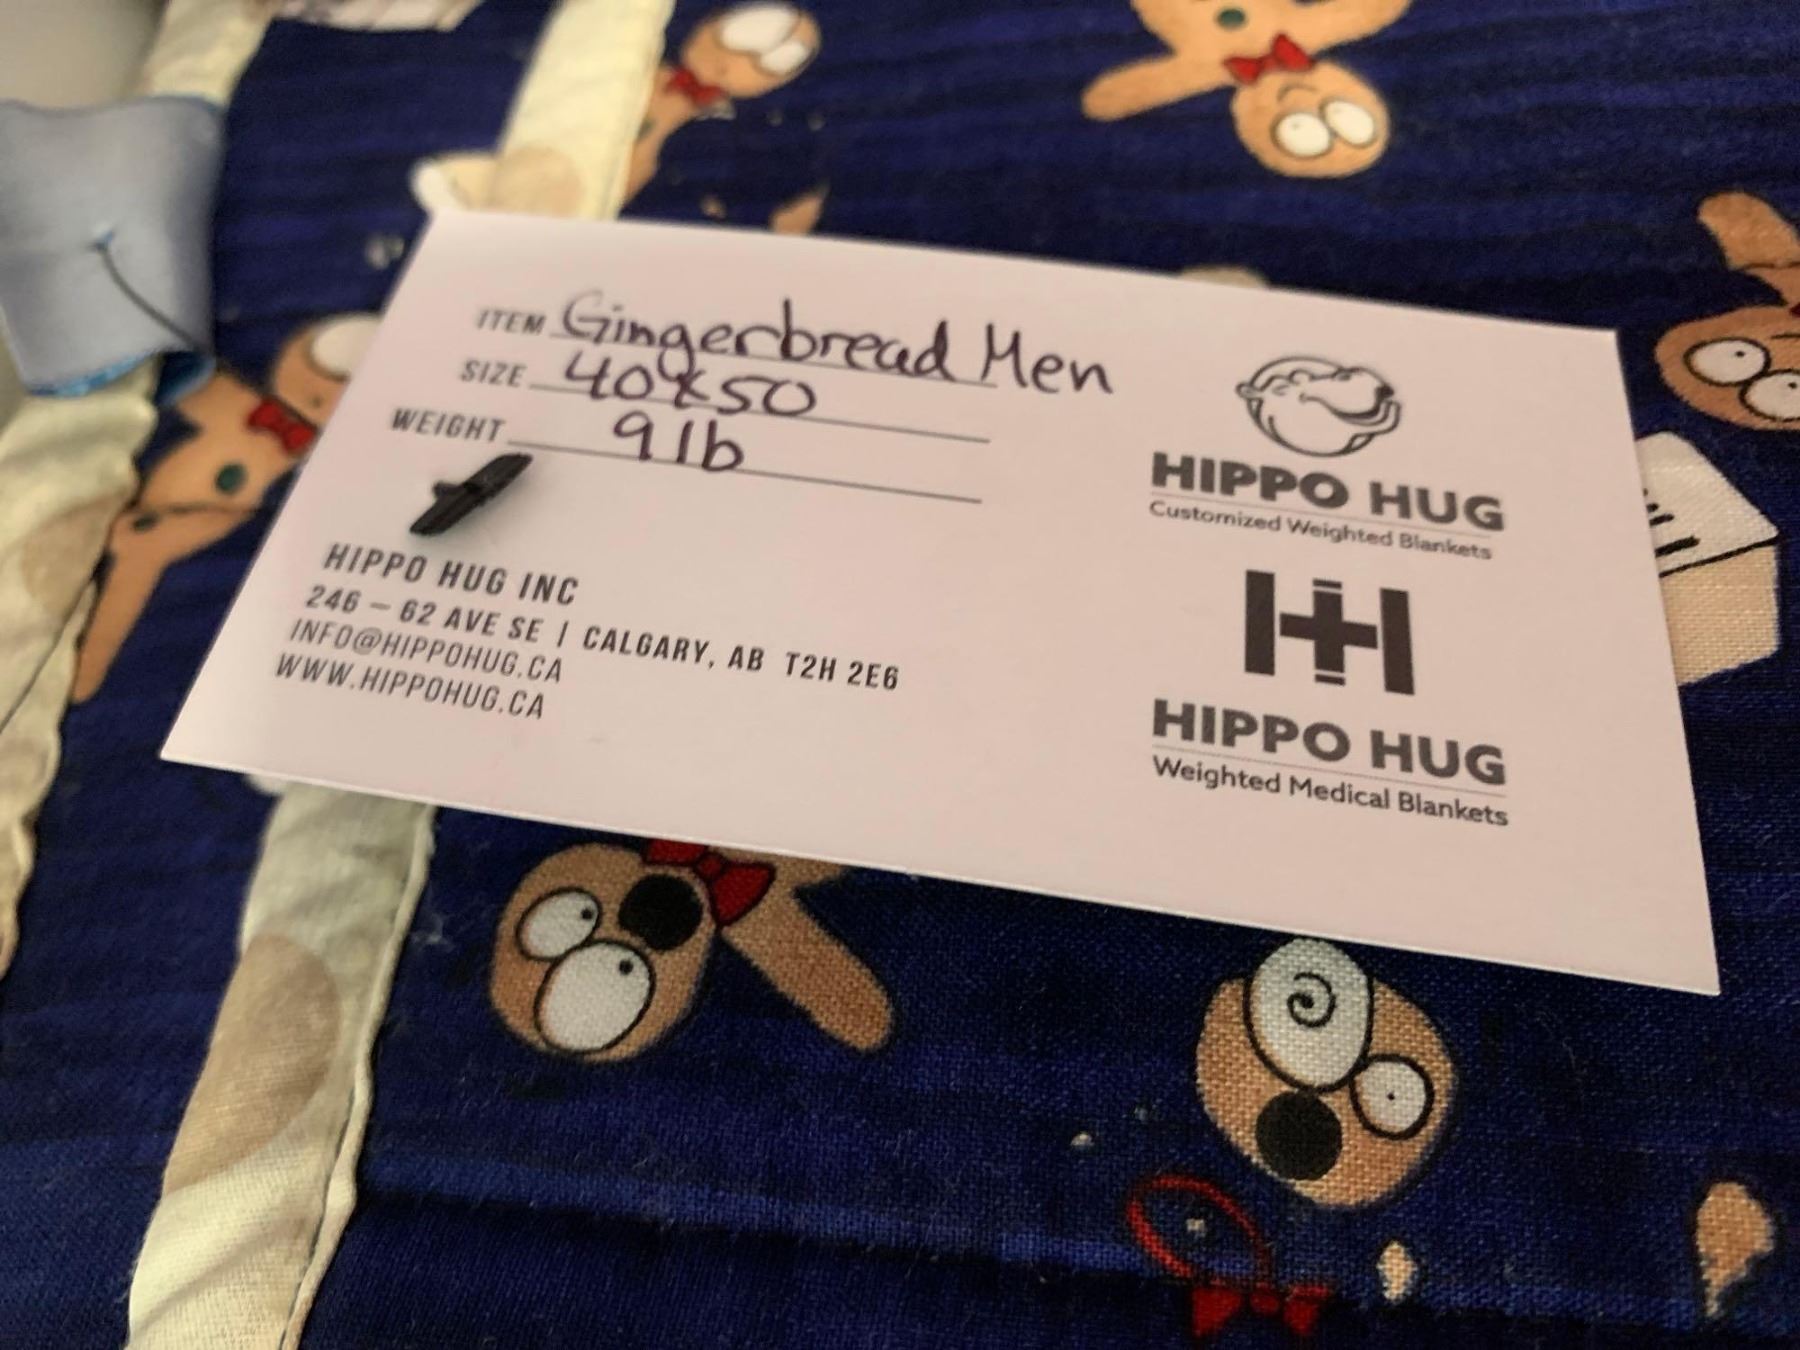 ITEM Gingerbread Men
SIZE 40x50
WEIGHT 9lb
HIPPO HUG INC
246 – 62 AVE SE | CALGARY, AB T2H 2E6
INFO@HIPPOHUG.CA
WWW.HIPPOHUG.CA
HIPPO HUG
Customized Weighted Blankets
H+H
HIPPO HUG
Weighted Medical Blankets